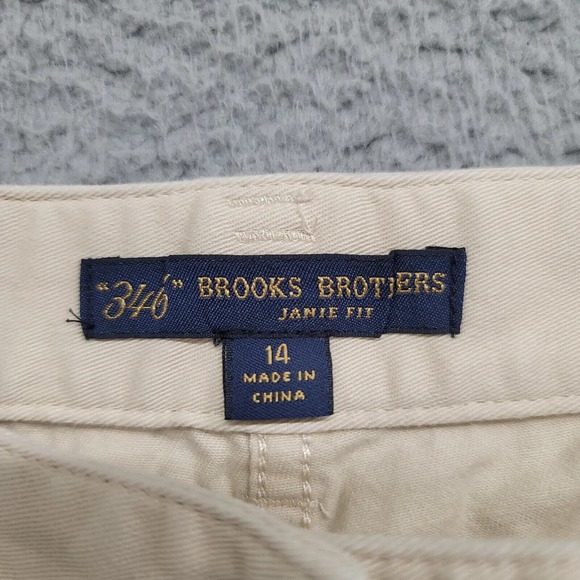 "346" BROOKS BROTHERS
JANIE FIT
14
MADE IN
CHINA